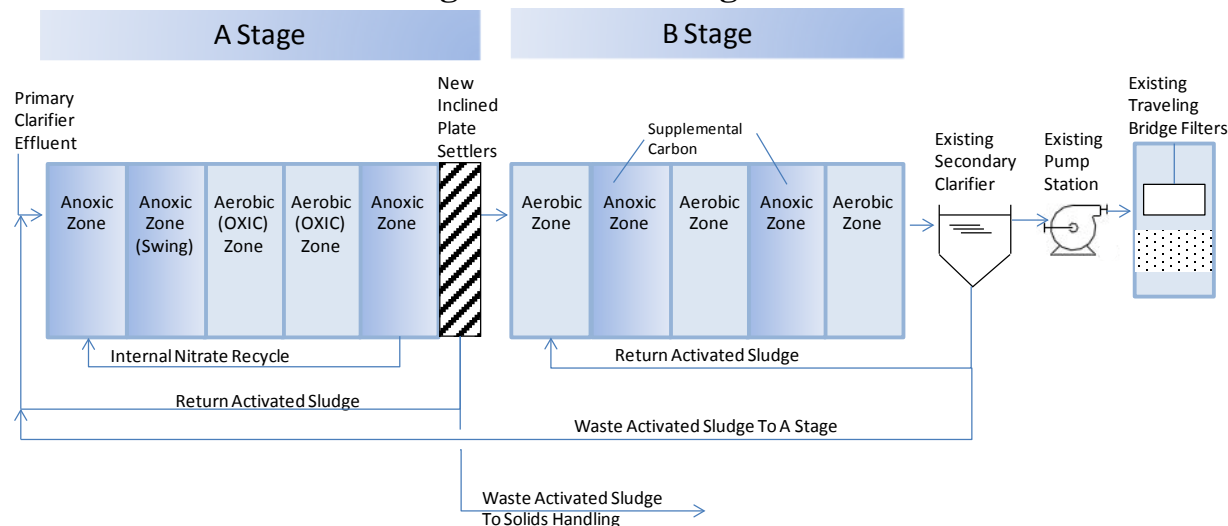 A Stage
B Stage
Primary
Clarifier
Effluent
New
Inclined
Plate
Settlers
Supplemental
Carbon
Existing
Secondary
Clarifier
Existing
Pump
Station
Existing
Traveling
Bridge Filters
Anoxic
Zone
Anoxic
Zone
(Swing)
Aerobic
(OXIC)
Zone
Aerobic
(OXIC)
Zone
Anoxic
Zone
Aerobic
Zone
Anoxic
Zone
Aerobic
Zone
Anoxic
Zone
Aerobic
Zone
Internal Nitrate Recycle
Return Activated Sludge
Return Activated Sludge
Waste Activated Sludge To A Stage
Waste Activated Sludge
To Solids Handling